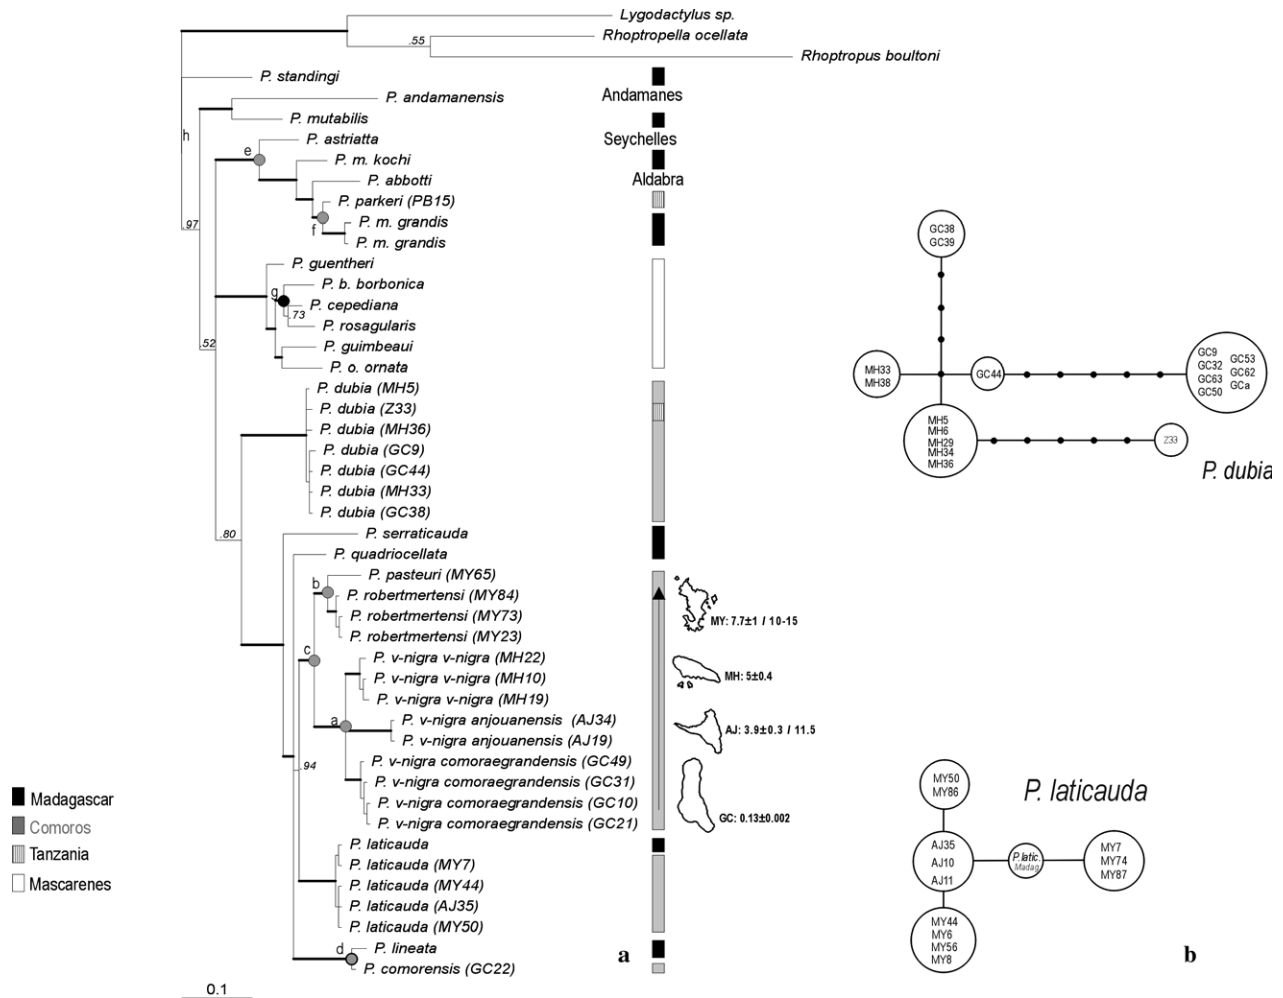 Lygodactylus sp.
.55
Rhoptropella ocellata
Rhoptropus boultoni
P. standingi
Andamanes
P. andamanensis
P. mutabilis
h
P. astriatta
Seychelles
e
P. m. kochi
P. abbotti
Aldabra
P. parkeri (PB15)
P. m. grandis
f
P. m. grandis
.97
P. guentheri
P. b. borbonica
g
P. cepediana
.73
P. rosagularis
.52
P. guimbeaui
P. o. ornata
P. dubia (MH5)
P. dubia (Z33)
P. dubia (MH36)
P. dubia (GC9)
P. dubia (GC44)
P. dubia (MH33)
P. dubia (GC38)
.80
P. serraticauda
P. quadriocellata
P. pasteuri (MY65)
b
P. robertmertensi (MY84)
P. robertmertensi (MY73)
P. robertmertensi (MY23)
MY: 7.7±1 / 10-15
c
P. v-nigra v-nigra (MH22)
P. v-nigra v-nigra (MH10)
P. v-nigra v-nigra (MH19)
MH: 5±0.4
a
P. v-nigra anjouanensis (AJ34)
P. v-nigra anjouanensis (AJ19)
AJ: 3.9±0.3 / 11.5
.94
P. v-nigra comoraegrandensis (GC49)
P. v-nigra comoraegrandensis (GC31)
P. v-nigra comoraegrandensis (GC10)
P. v-nigra comoraegrandensis (GC21)
GC: 0.13±0.002
P. laticauda
P. laticauda (MY7)
P. laticauda (MY44)
P. laticauda (AJ35)
P. laticauda (MY50)
d
P. lineata
P. comorensis (GC22)
a
0.1
Madagascar
Comoros
Tanzania
Mascarenes
GC38
GC39
MH33
MH38
GC44
GC9
GC32
GC63
GC50
GC53
GC62
GCa
MH5
MH6
MH29
MH34
MH36
Z33
P. dubia
MY50
MY86
P. laticauda
AJ35
AJ10
AJ11
P.latic.
Madag.
MY7
MY74
MY87
MY44
MY6
MY56
MY8
b